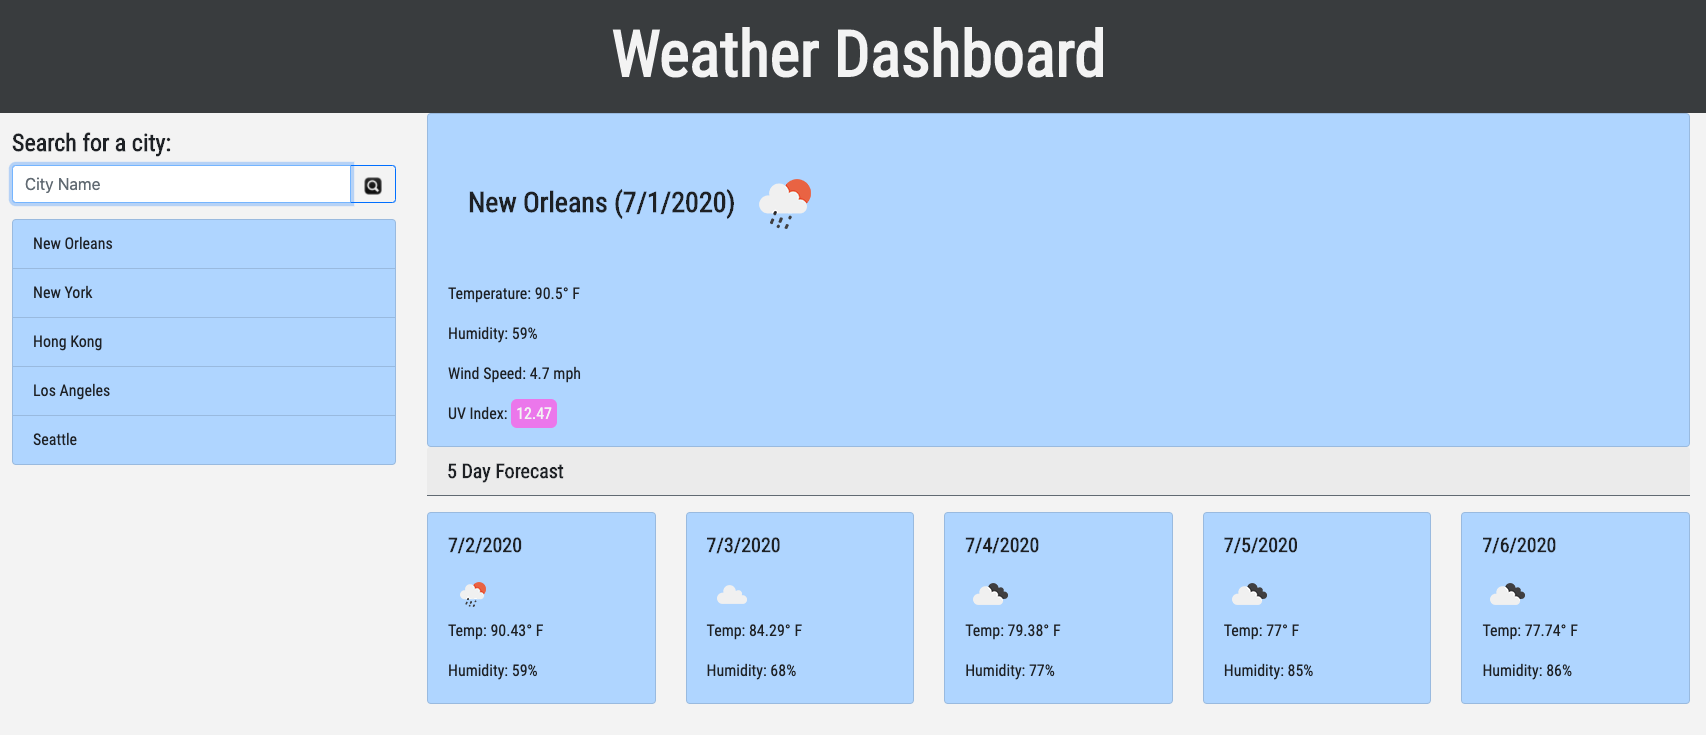 Weather Dashboard
Search for a city:
City Name
New Orleans
New York
Hong Kong
Los Angeles
Seattle
New Orleans (7/1/2020)
Temperature: 90.5° F
Humidity: 59%
Wind Speed: 4.7 mph
UV Index: 12.47
5 Day Forecast
7/2/2020
Temp: 90.43° F
Humidity: 59%
7/3/2020
Temp: 84.29° F
Humidity: 68%
7/4/2020
Temp: 79.38° F
Humidity: 77%
7/5/2020
Temp: 77° F
Humidity: 85%
7/6/2020
Temp: 77.74° F
Humidity: 86%